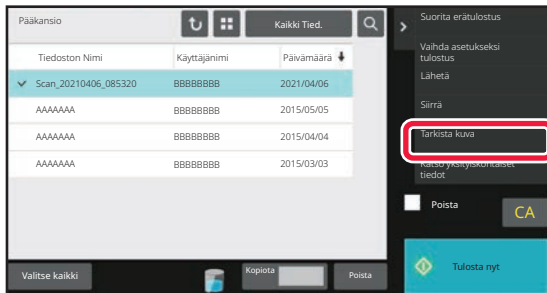 Pääkansio
Kaikki Tied.
Tiedoston Nimi Käyttäjänimi Päivämäärä
Scan_20210406_085320 BBBBBBBB 2021/04/06
AAAAAAA BBBBBBBB 2015/05/05
AAAAAAA BBBBBBBB 2015/04/04
AAAAAAA BBBBBBBB 2015/03/03
Valitse kaikki
Kopiota
Poista
Suorita erätulostus
Vaihda asetukseksi
tulostus
Lähetä
Siirrä
Tarkista kuva
Katso yksityiskohtaiset
tiedot
Poista
CA
Tulosta nyt